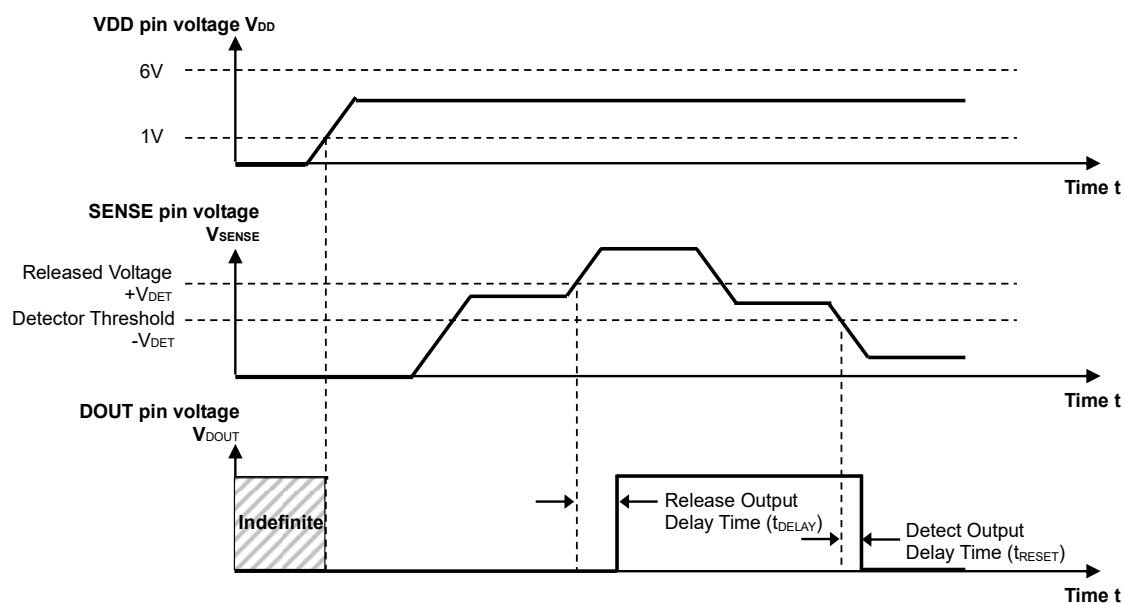 VDD pin voltage VDD
6V
1V
Time t
SENSE pin voltage
VSENSE
Released Voltage
+VDET
Detector Threshold
-VDET
Time t
DOUT pin voltage
VDOUT
Indefinite
Release Output
Delay Time (tDELAY)
Detect Output
Delay Time (tRESET)
Time t